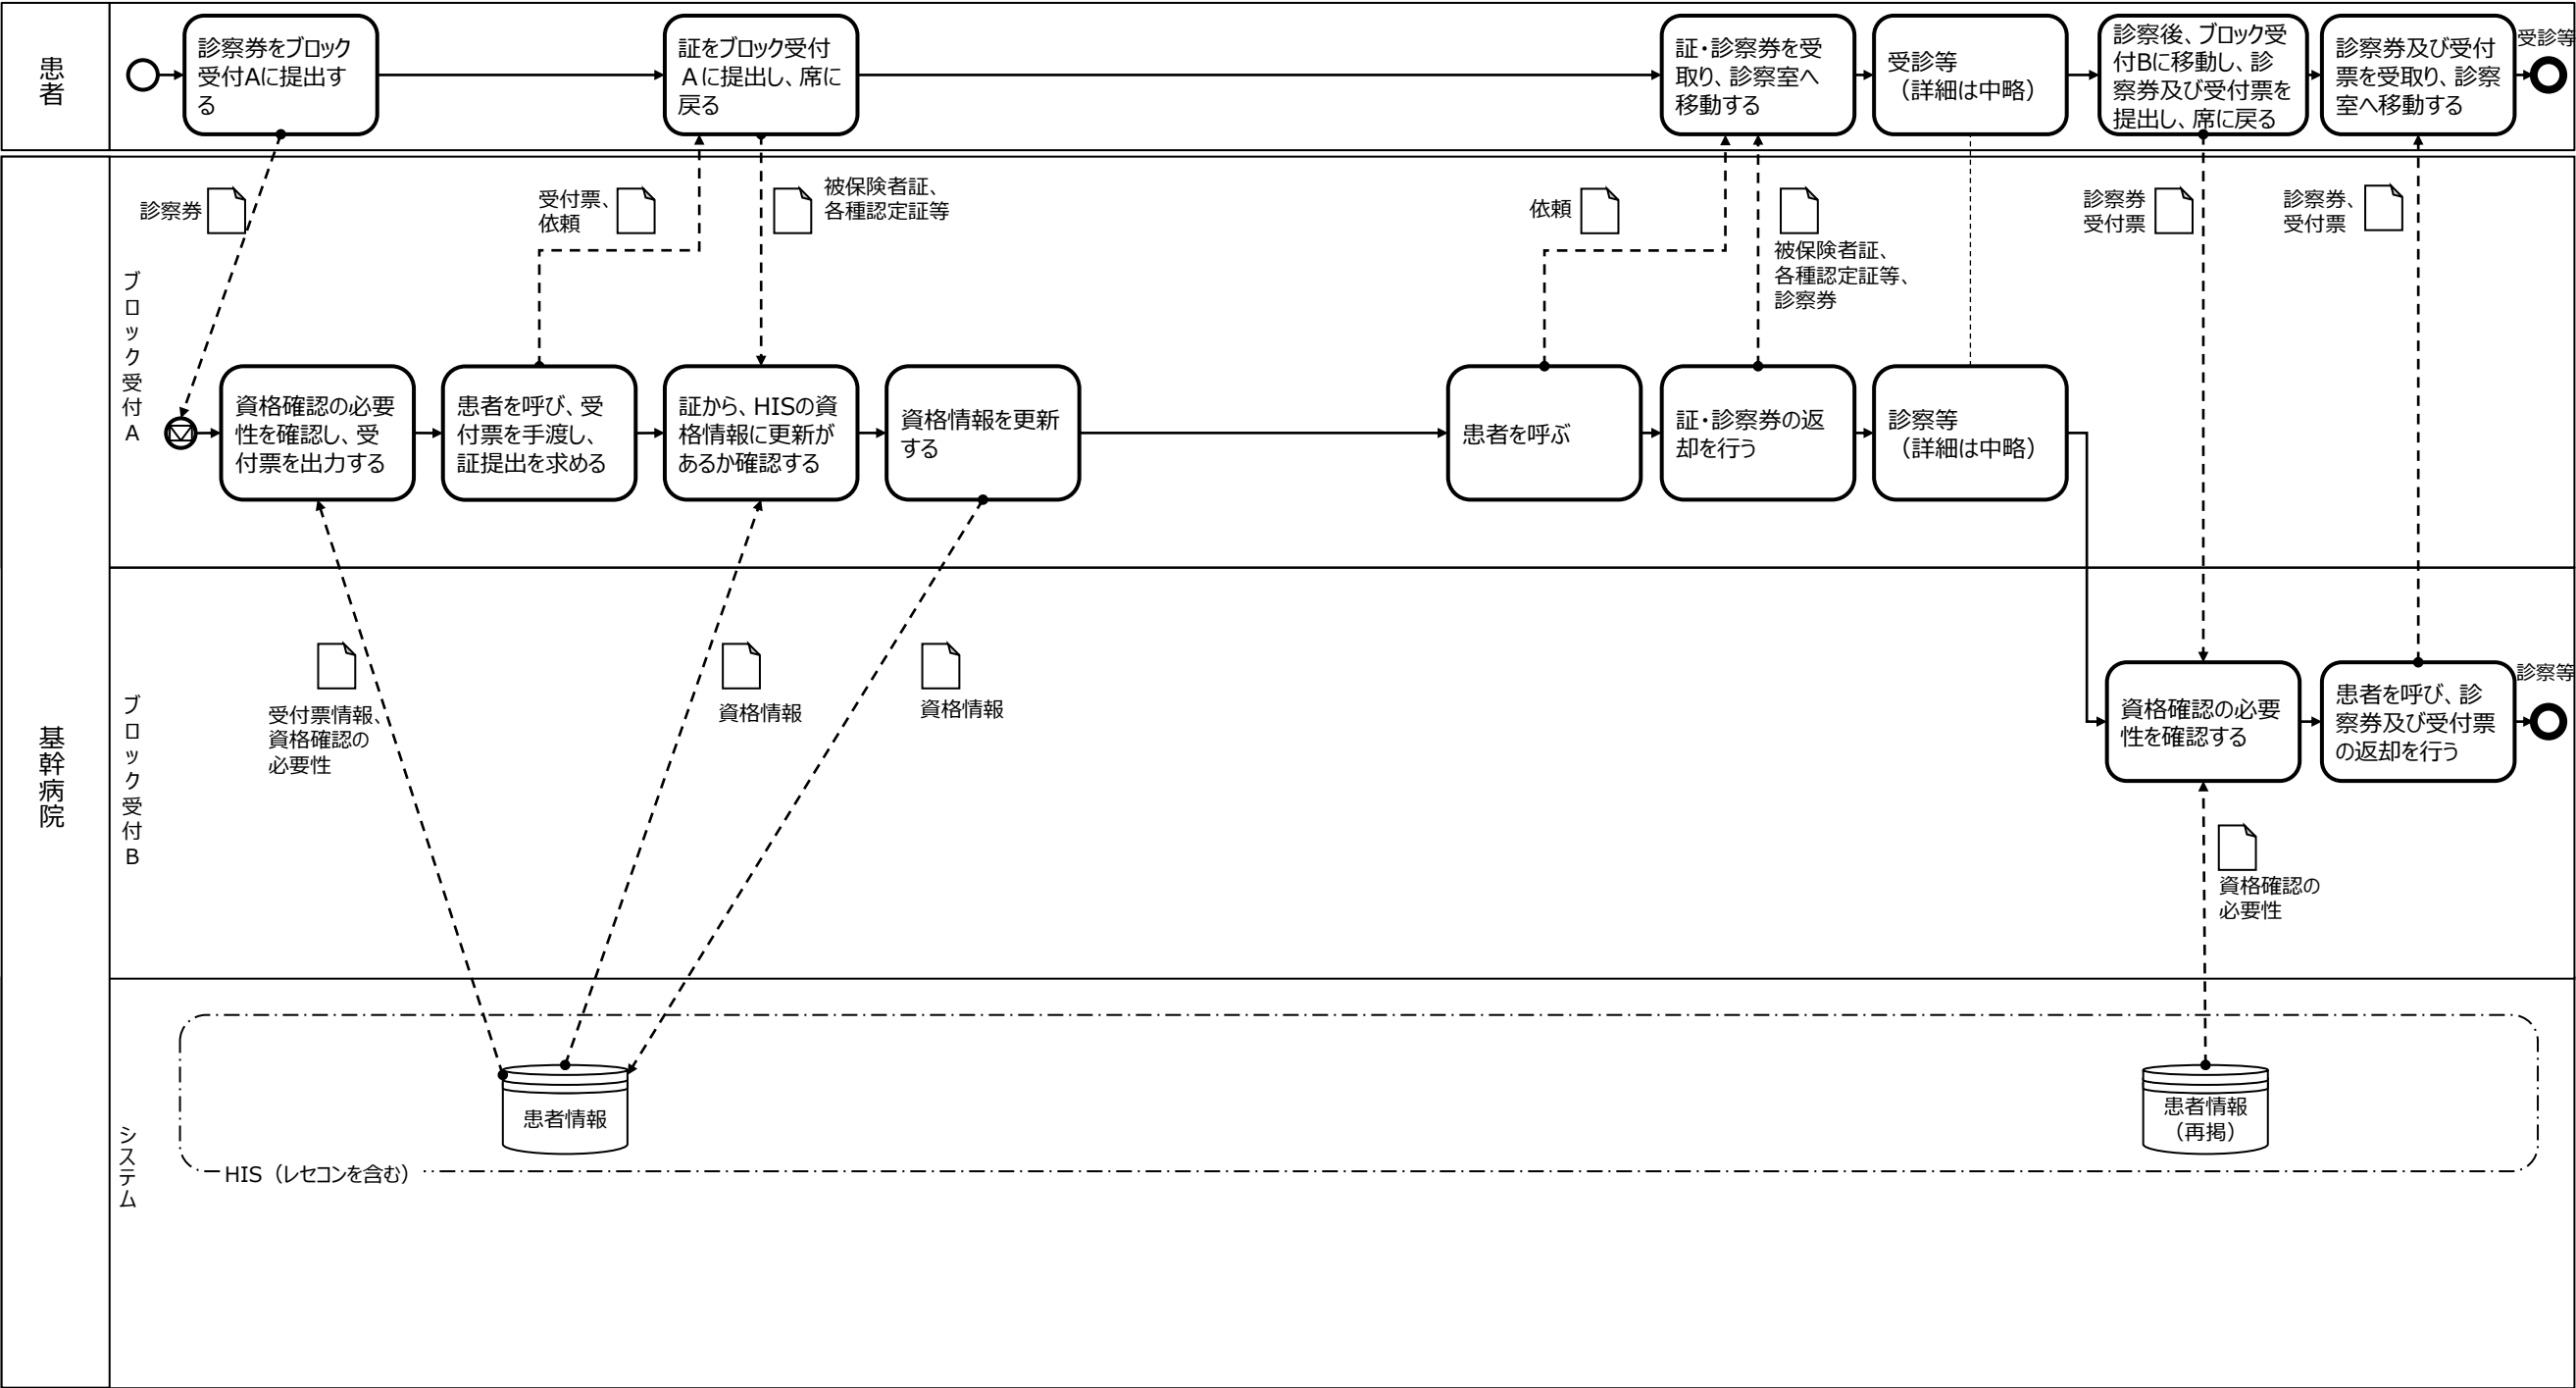 患者
診察券をブロック
受付Aに提出す
る
証をブロック受付
Aに提出し、席に
戻る
証・診察券を受
取り、診察室へ
移動する
受診等
（詳細は中略）
診察後、ブロック受
付Bに移動し、診
察券及び受付票を
提出し、席に戻る
診察券及び受付
票を受取り、診察
室へ移動する
受診等
基幹病院
ブロック受付A
診察券
受付票、
依頼
被保険者証、
各種認定証等
依頼
被保険者証、
各種認定証等、
診察券
診察券
受付票
診察券、
受付票
資格確認の必要
性を確認し、受
付票を出力する
患者を呼び、受
付票を手渡し、
証提出を求める
証から、HISの資
格情報に更新が
あるか確認する
資格情報を更新
する
患者を呼ぶ
証・診察券の返
却を行う
診察等
（詳細は中略）
ブロック受付B
受付票情報、
資格確認の
必要性
資格情報
資格情報
資格確認の必要
性を確認する
患者を呼び、診
察券及び受付票
の返却を行う
診察等
資格確認の
必要性
システム
患者情報
患者情報
（再掲）
HIS（レセコンを含む）